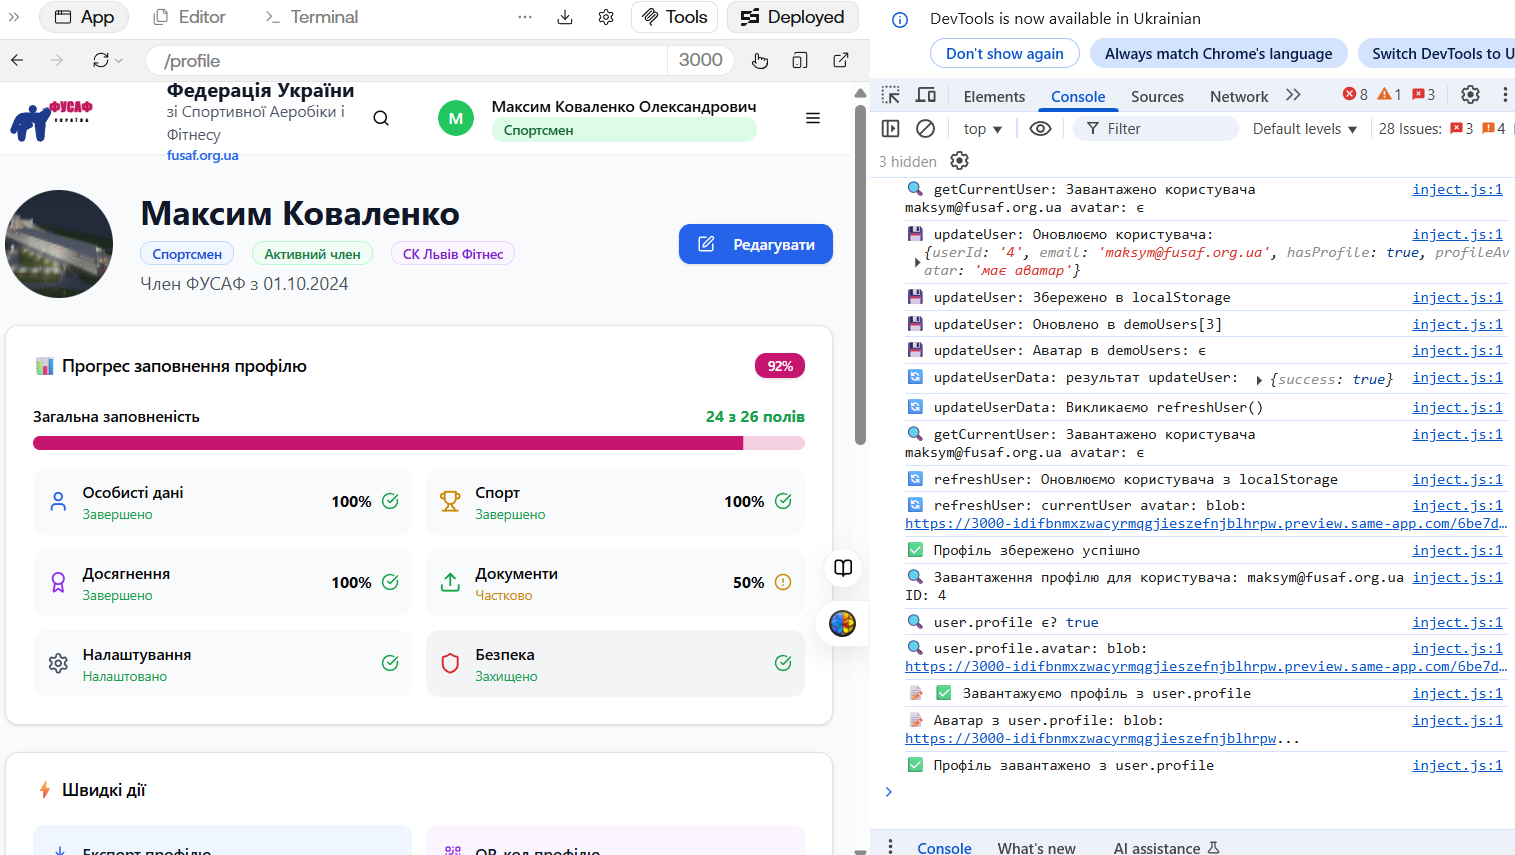 App
Editor
Terminal
Tools
Deployed
/profile
3000
ФУСАФ
УКРАЇНА
Федерація України
зі Спортивної Аеробіки і
Фітнесу
fusaf.org.ua
M
Максим Коваленко Олександрович
Спортсмен
Максим Коваленко
Спортсмен
Активний член
СК Львів Фітнес
Член ФУСАФ з 01.10.2024
Редагувати
Прогрес заповнення профілю
92%
Загальна заповненість
24 з 26 полів
Особисті дані
Завершено
100%
Спорт
Завершено
100%
Досягнення
Завершено
100%
Документи
Частково
50%
Налаштування
Налаштовано
Безпека
Захищено
Швидкі дії
Експорт профілю
QR-код профілю
DevTools is now available in Ukrainian
Don't show again
Always match Chrome's language
Switch DevTools to U
Elements
Console
Sources
Network
8
1
3
top
Filter
Default levels
28 Issues:
3
4
3 hidden
getCurrentUser: Завантажено користувача inject.js:1
maksym@fusaf.org.ua avatar: є
updateUser: Оновлюємо користувача: inject.js:1
{userId: '4', email: 'maksym@fusaf.org.ua', hasProfile: true, profileAv
atar: 'має аватар'}
updateUser: Збережено в localStorage inject.js:1
updateUser: Оновлено в demoUsers[3] inject.js:1
updateUser: Аватар в demoUsers: є inject.js:1
updateUserData: результат updateUser: {success: true} inject.js:1
updateUserData: Викликаємо refreshUser() inject.js:1
getCurrentUser: Завантажено користувача inject.js:1
maksym@fusaf.org.ua avatar: є
refreshUser: Оновлюємо користувача з localStorage inject.js:1
refreshUser: currentUser avatar: blob: inject.js:1
https://3000-idifbnmxzwacyrmqgjieszefnjblhrpw.preview.same-app.com/6be7d…
Профіль збережено успішно inject.js:1
Завантаження профілю для користувача: maksym@fusaf.org.ua inject.js:1
ID: 4
user.profile є? true inject.js:1
user.profile.avatar: blob: inject.js:1
https://3000-idifbnmxzwacyrmqgjieszefnjblhrpw.preview.same-app.com/6be7d…
Завантажуємо профіль з user.profile inject.js:1
Аватар з user.profile: blob: inject.js:1
https://3000-idifbnmxzwacyrmqgjieszefnjblhrpw...
Профіль завантажено з user.profile inject.js:1
Console
What's new
AI assistance